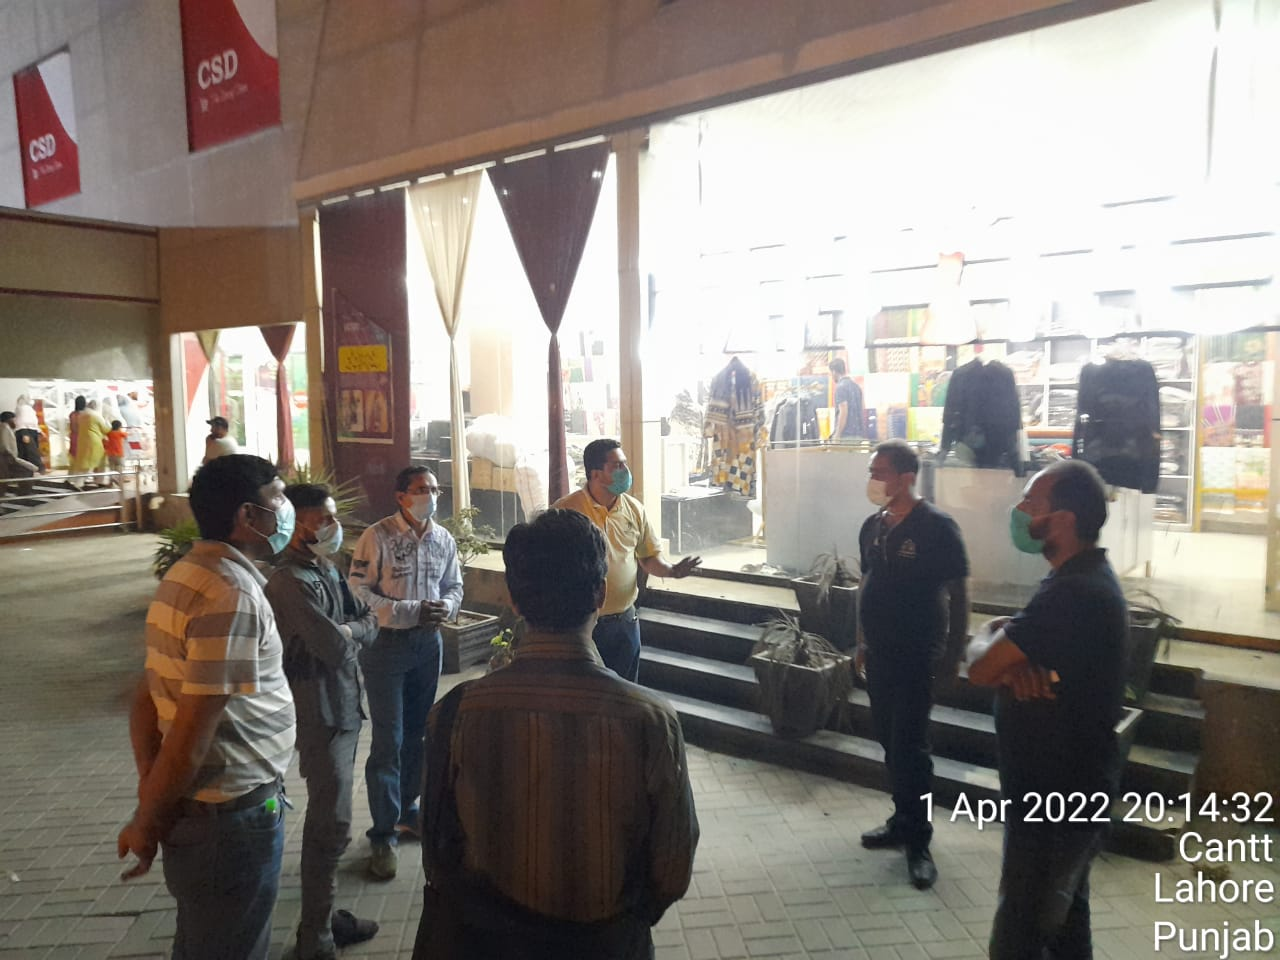 CSD
CSD
1 Apr 2022 20:14:32
Cantt
Lahore
Punjab